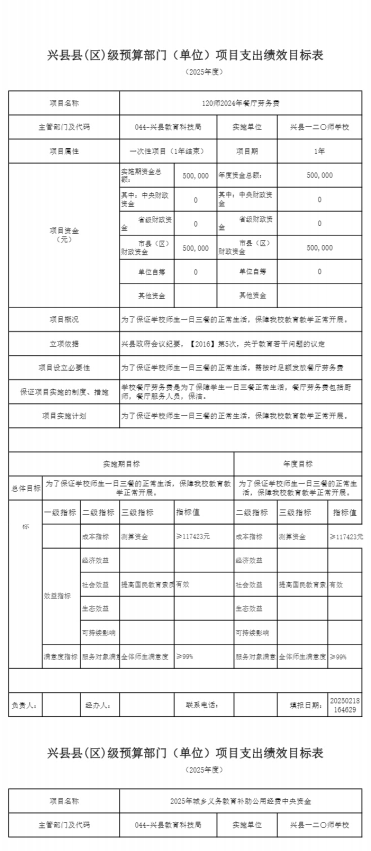 兴县县(区)级预算部门（单位）项目支出绩效目标表
（2025年度）
项目名称 120师2024年餐厅劳务费
主管部门及代码 044-兴县教育科技局 实施单位 兴县一二〇师学校
项目属性 一次性项目（1年结束） 项目期 1年
项目资金
（元）
实施期资金总额： 500,000 年度资金总额： 500,000
其中：中央财政资金 0 其中：中央财政资金 0
省级财政资金 0 省级财政资金 0
市县（区）财政资金 500,000 市县（区）财政资金 500,000
单位自筹 0 单位自筹 0
其他资金 其他资金
项目概况 为了保证学校师生一日三餐的正常生活，保障我校教育教学正常开展。
立项依据 兴县政府会议纪要，【2016】第5次，关于教育若干问题的议定
项目设立必要性 为了保证学校师生一日三餐的正常生活，需按时足额发放餐厅劳务费
保证项目实施的制度、措施 学校餐厅劳务费是为了保障学生一日三餐正常生活，餐厅劳务费包括厨师，餐厅服务人员，保洁。
项目实施计划 为了保证学校师生一日三餐的正常生活，保障我校教育教学正常开展。
实施期目标 年度目标
总体目标 为了保证学校师生一日三餐的正常生活，保障我校教育教学正常开展。 为了保证学校师生一日三餐的正常生活，保障我校教育教学正常开展。
标 一级指标 二级指标 三级指标 指标值 二级指标 三级指标 指标值
成本指标 测算资金 ≥117423元 成本指标 测算资金 ≥117423元
效益指标
经济效益 经济效益
社会效益 提高国民教育素质 有效 社会效益 提高国民教育素质 有效
生态效益 生态效益
可持续影响 可持续影响
满意度指标 服务对象满意 全体师生满意度 ≥99% 服务对象满意 全体师生满意度 ≥99%
负责人： 经办人： 联系电话： 填报日期： 20250218164629
兴县县(区)级预算部门（单位）项目支出绩效目标表
（2025年度）
项目名称 2025年城乡义务教育补助公用经费中央资金
主管部门及代码 044-兴县教育科技局 实施单位 兴县一二〇师学校